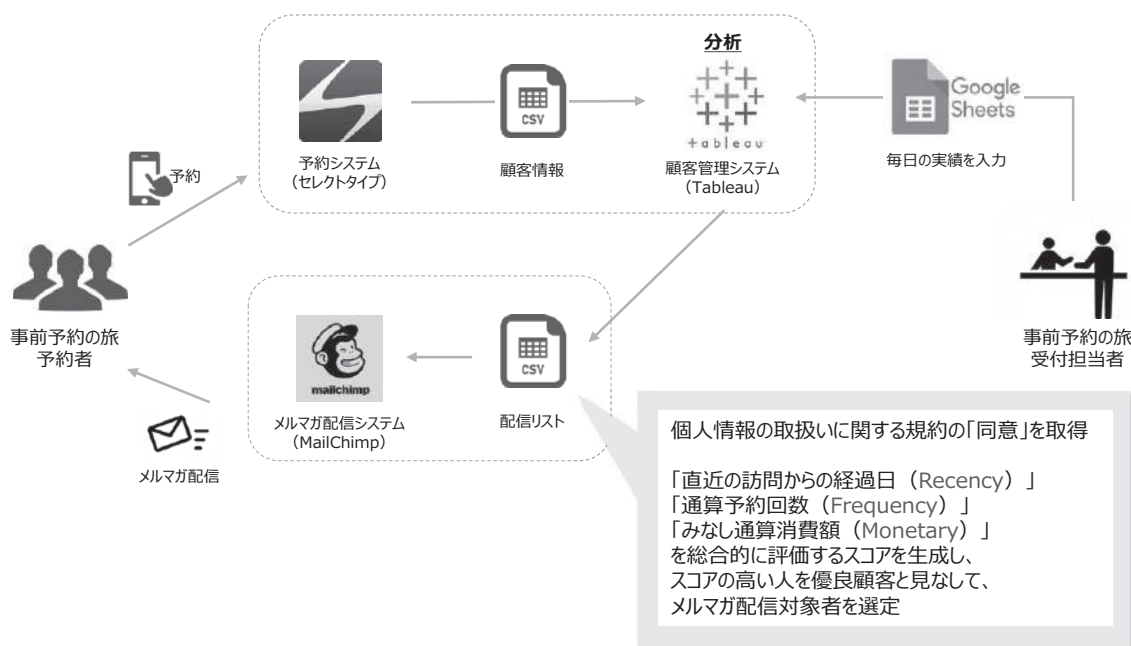 分析
CSV
+ a b l e a u
Google
Sheets
予約システム
（セレクトタイプ）
顧客情報
顧客管理システム
（Tableau）
毎日の実績を入力
予約
事前予約の旅
予約者
事前予約の旅
受付担当者
mailchimp
CSV
メルマガ配信システム
（MailChimp）
配信リスト
メルマガ配信
個人情報の取扱いに関する規約の「同意」を取得
「直近の訪問からの経過日（Recency）」
「通算予約回数（Frequency）」
「みなし通算消費額（Monetary）」
を総合的に評価するスコアを生成し、
スコアの高い人を優良顧客と見なして、
メルマガ配信対象者を選定